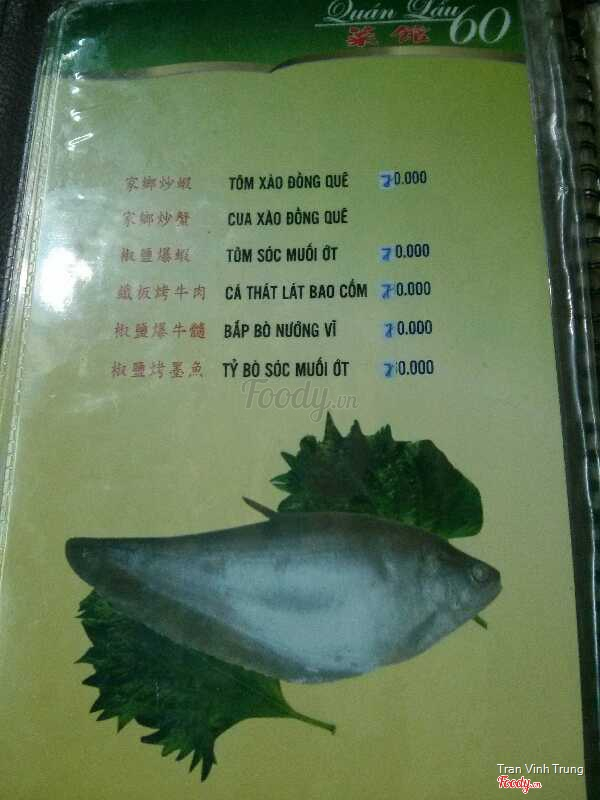 Quán Lẩu 60
菜館
家鄉炒蝦 TÔM XÀO ĐỒNG QUÊ 70.000
家鄉炒蟹 CUA XÀO ĐỒNG QUÊ
椒鹽爆蝦 TÔM SÓC MUỐI ỚT 70.000
鐵板烤牛肉 CÁ THÁT LÁT BAO CỐM 70.000
椒鹽爆牛髓 BẮP BÒ NƯỚNG VĨ 70.000
椒鹽烤墨魚 TỶ BÒ SÓC MUỐI ỚT 70.000
Foody.vn
Tran Vinh Trung
Foody.vn